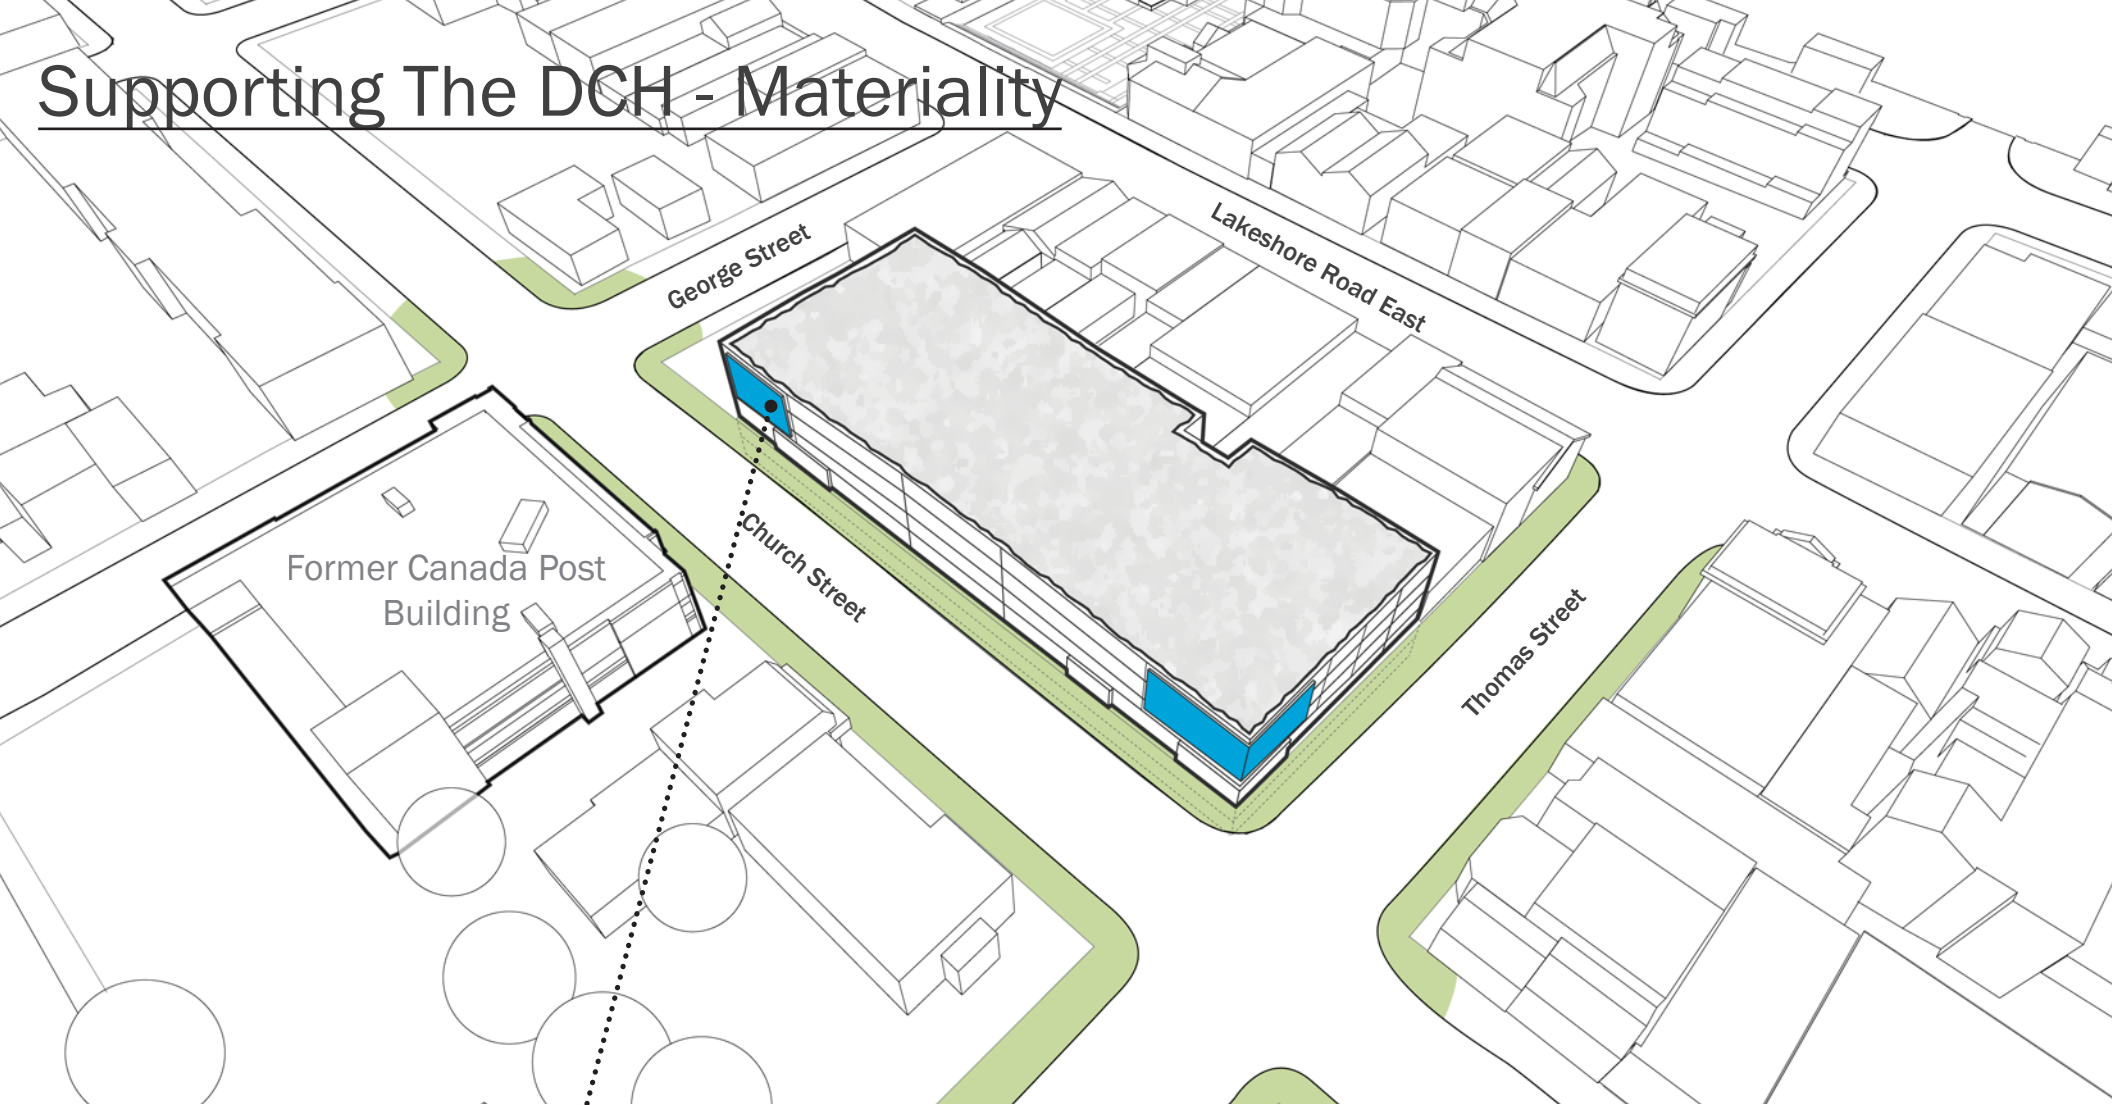 Supporting The DCH - Materiality
George Street
Lakeshore Road East
Former Canada Post
Building
Church Street
Thomas Street